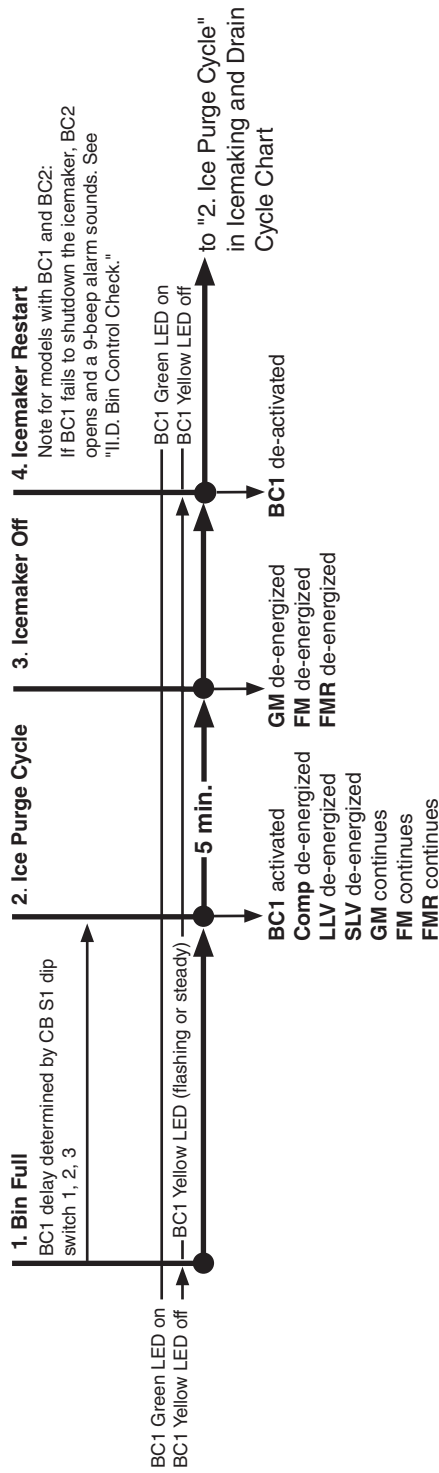 1. Bin Full
BC1 delay determined by CB S1 dip
switch 1, 2, 3
2. Ice Purge Cycle
3. Icemaker Off
4. Icemaker Restart
Note for models with BC1 and BC2:
If BC1 fails to shutdown the icemaker, BC2
opens and a 9-beep alarm sounds. See
"II.D. Bin Control Check."
BC1 Green LED on
BC1 Yellow LED off
BC1 Yellow LED (flashing or steady)
BC1 Green LED on
BC1 Yellow LED off
5 min.
to "2. Ice Purge Cycle"
in Icemaking and Drain
Cycle Chart
BC1 activated
Comp de-energized
LLV de-energized
SLV de-energized
GM continues
FM continues
FMR continues
GM de-energized
FM de-energized
FMR de-energized
BC1 de-activated